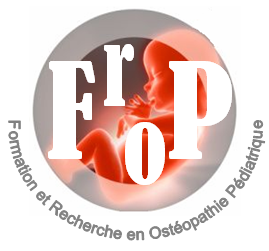 FroP
Formation et Recherche en Ostéopathie Pédiatrique